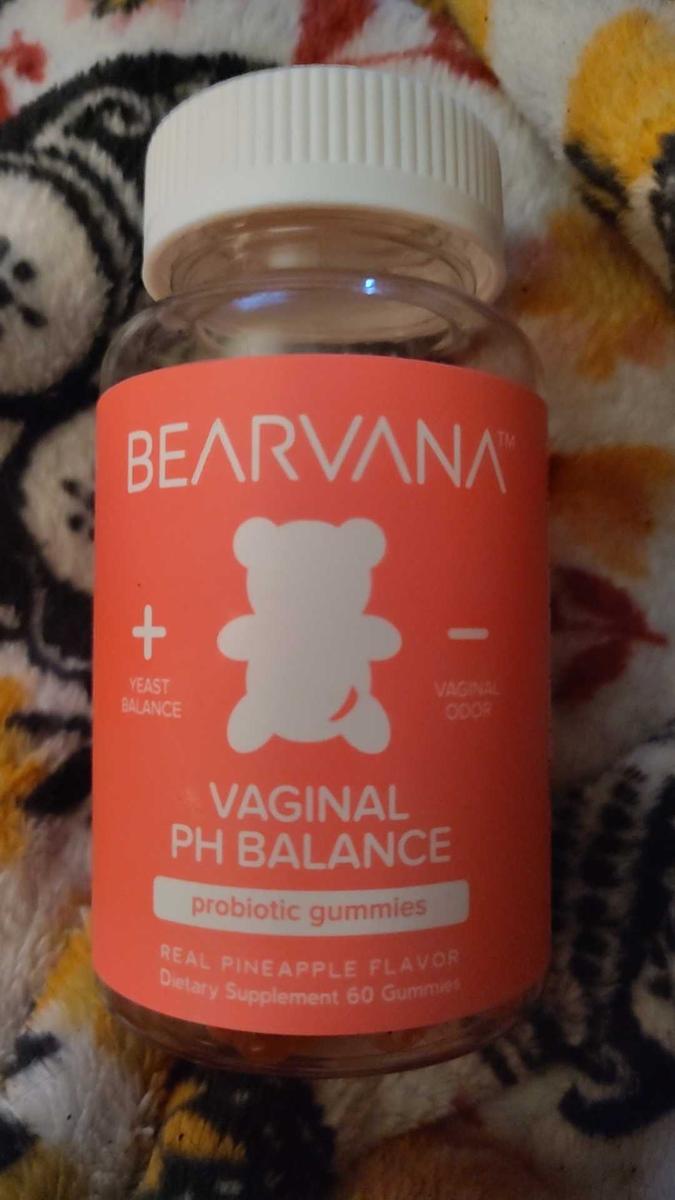 BEARVANA™
+
YEAST
BALANCE
−
VAGINAL
ODOR
VAGINAL
PH BALANCE
probiotic gummies
REAL PINEAPPLE FLAVOR
Dietary Supplement 60 Gummies